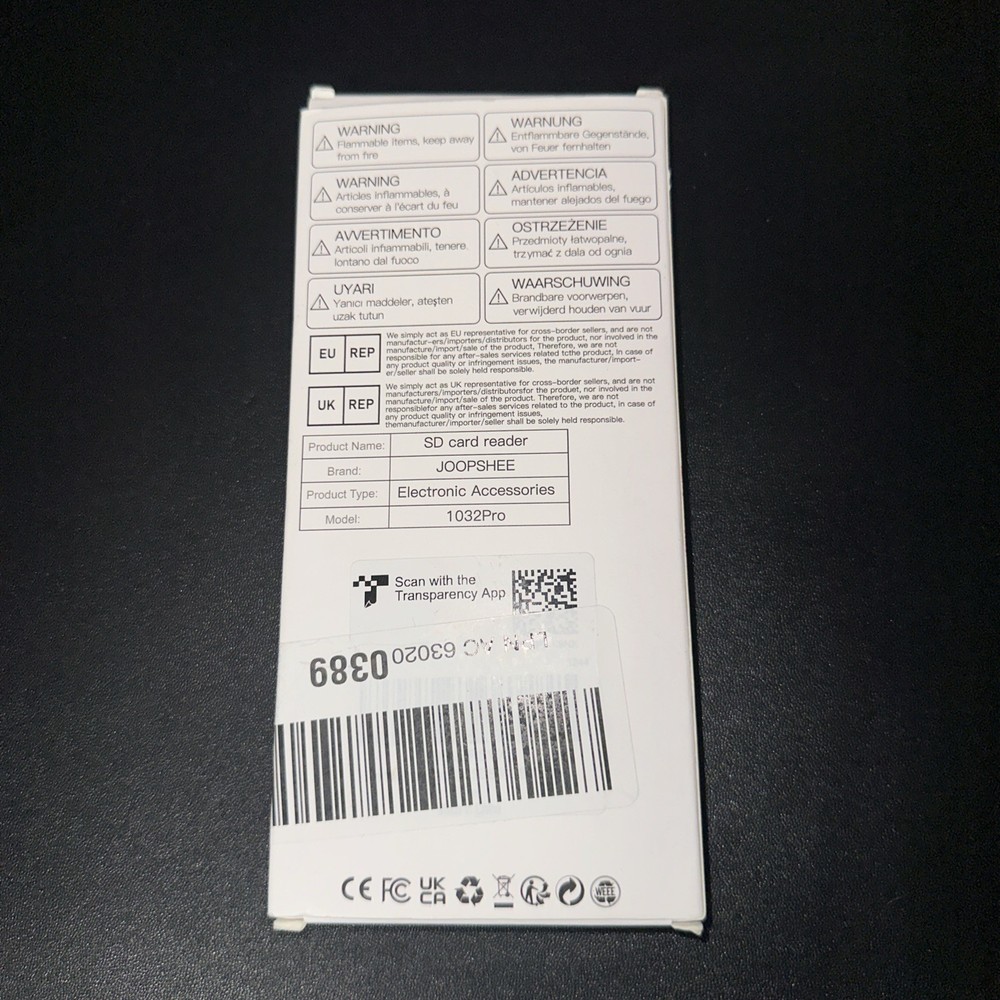 WARNING
Flammable items, keep away
from fire
WARNUNG
Entflammbare Gegenstände,
von Feuer fernhalten
WARNING
Articles inflammables, à
conserver à l'écart du feu
ADVERTENCIA
Artículos inflamables,
mantener alejados del fuego
AVVERTIMENTO
Articoli infiammabili, tenere
lontano dal fuoco
OSTRZEŻENIE
Przedmioty łatwopalne,
trzymać z dala od ognia
UYARI
Yanıcı maddeler, ateşten
uzak tutun
WAARSCHUWING
Brandbare voorwerpen,
verwijderd houden van vuur
EU REP
We simply act as EU representative for cross-border sellers, and are not
manufactur-ers/importers/distributors for the product, nor involved in the
manufacture/import/sale of the product, Therefore, we are not
responsible for any after-sales services related tcthe product, In case of
any product quality or infringement issues, the manufacturer/import-
er/seller shall be solely held responsible.
UK REP
We simply act as UK representative for cross-border sellers, and are not
manufacturers/importers/distributorsfor the product, nor involved in the
manufacture/import/sale of the product, Therefore, we are not
responsiblefor any after-sales services related to the product, in case of
any product quality or infringement issues,
themanufacturer/importer/seller shall be solely held responsible.
Product Name: SD card reader
Brand: JOOPSHEE
Product Type: Electronic Accessories
Model: 1032Pro
Scan with the
Transparency App
63020 0389
CE FC UK CA WEEE